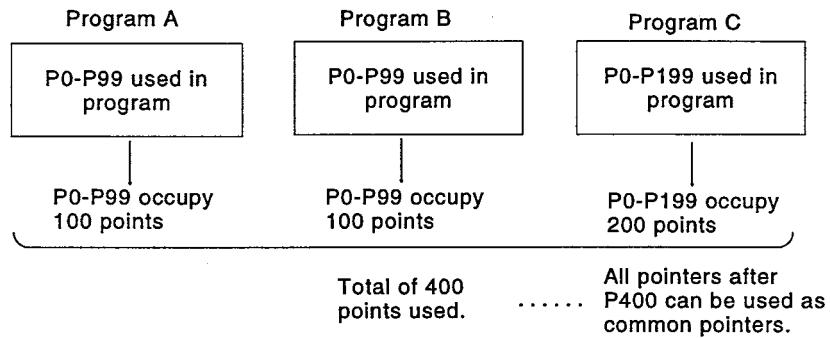 Program A
Program B
Program C
P0-P99 used in
program
P0-P99 used in
program
P0-P199 used in
program
P0-P99 occupy
100 points
P0-P99 occupy
100 points
P0-P199 occupy
200 points
Total of 400
points used.
......
All pointers after
P400 can be used as
common pointers.